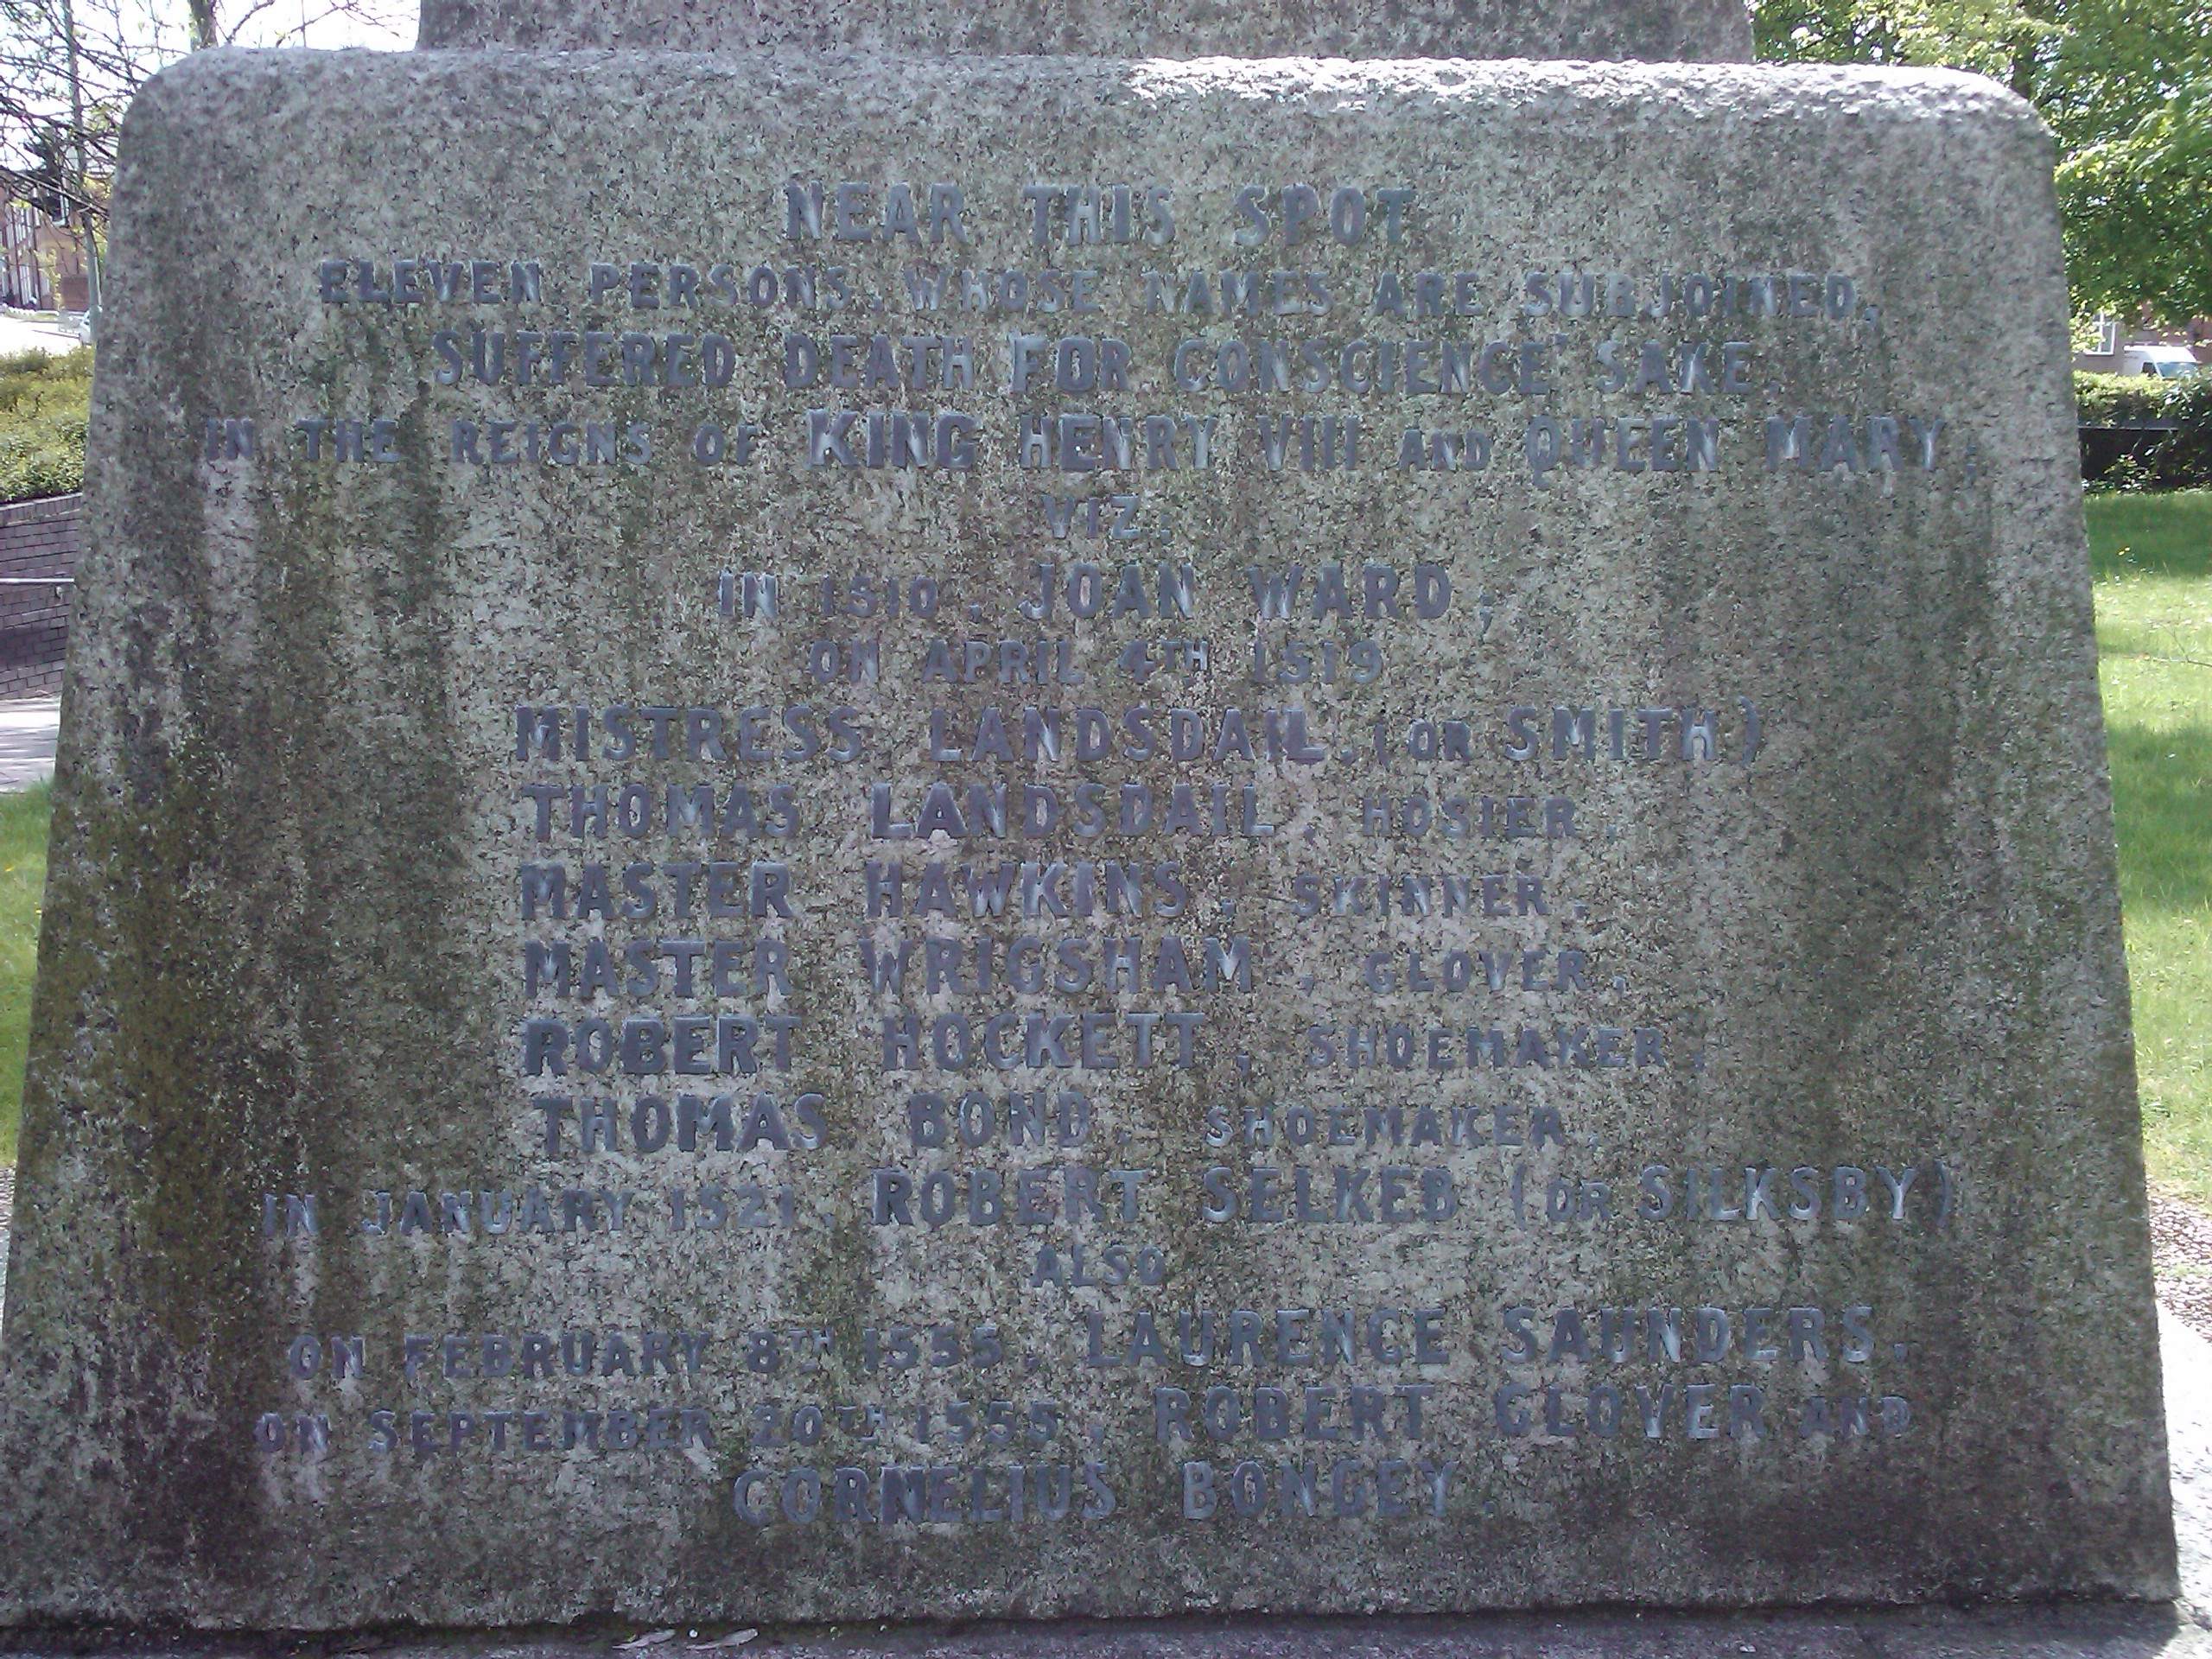 NEAR THIS SPOT
ELEVEN PERSONS, WHOSE NAMES ARE SUBJOINED,
SUFFERED DEATH FOR CONSCIENCE' SAKE,
IN THE REIGNS OF KING HENRY VIII AND QUEEN MARY;
VIZ:
IN 1510, JOAN WARD;
ON APRIL 4TH 1519
MISTRESS LANDSDAIL, (OR SMITH)
THOMAS LANDSDAIL, HOSIER,
MASTER HAWKINS, SKINNER,
MASTER WRIGSHAM, GLOVER,
ROBERT HOCKETT, SHOEMAKER,
THOMAS BOND, SHOEMAKER,
IN JANUARY 1521, ROBERT SELKEB (OR SILKSBY)
ALSO
ON FEBRUARY 8TH 1555, LAURENCE SAUNDERS.
ON SEPTEMBER 20TH 1555, ROBERT GLOVER AND
CORNELIUS BONGEY.